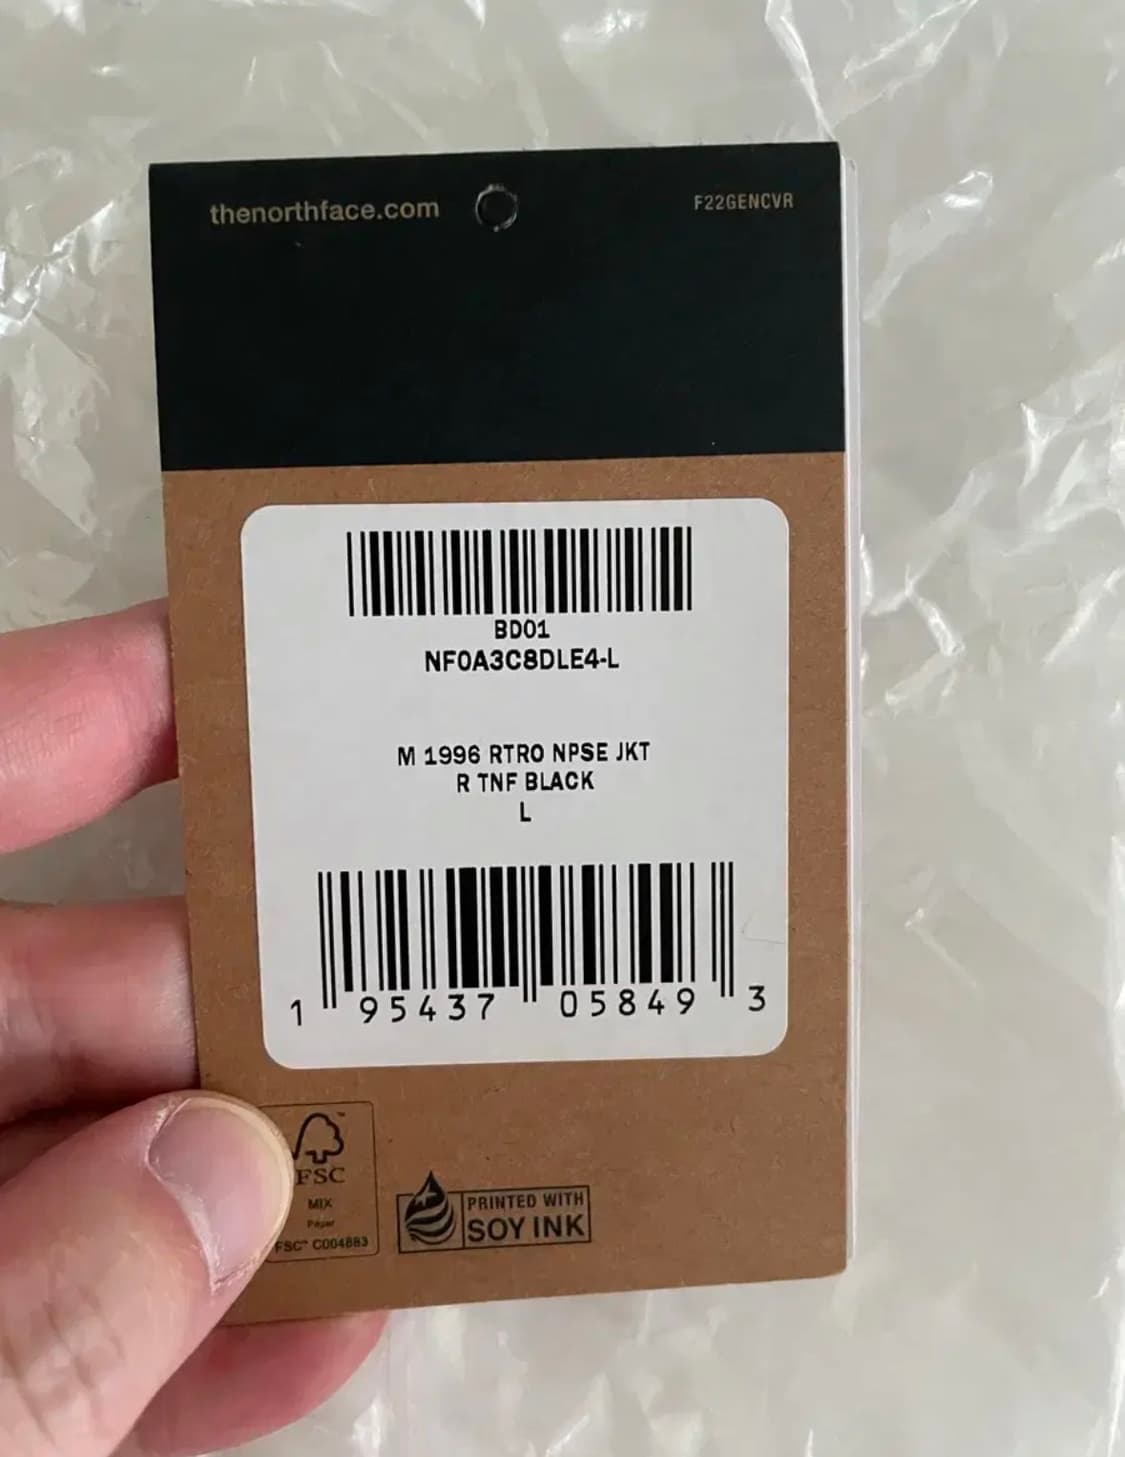 thenorthface.com
F22GENCVR
BD01
NF0A3C8DLE4-L
M 1996 RTRO NPSE JKT
R TNF BLACK
L
1 95437 05849 3
FSC
MIX
Paper
FSC™ C004883
PRINTED WITH
SOY INK